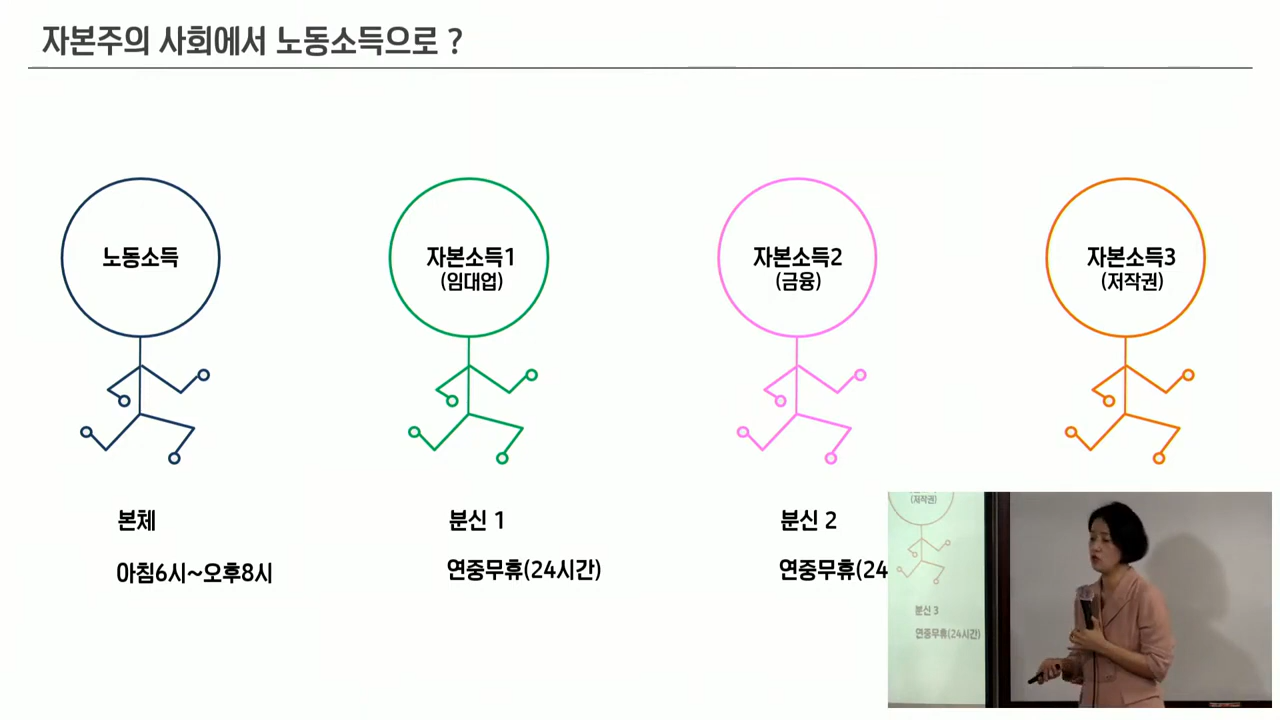 자본주의 사회에서 노동소득으로 ?
노동소득
자본소득1
(임대업)
자본소득2
(금융)
자본소득3
(저작권)
본체
아침6시~오후8시
분신 1
연중무휴(24시간)
분신 2
연중무휴(24
(저작권)
분신 3
연중무휴(24시간)